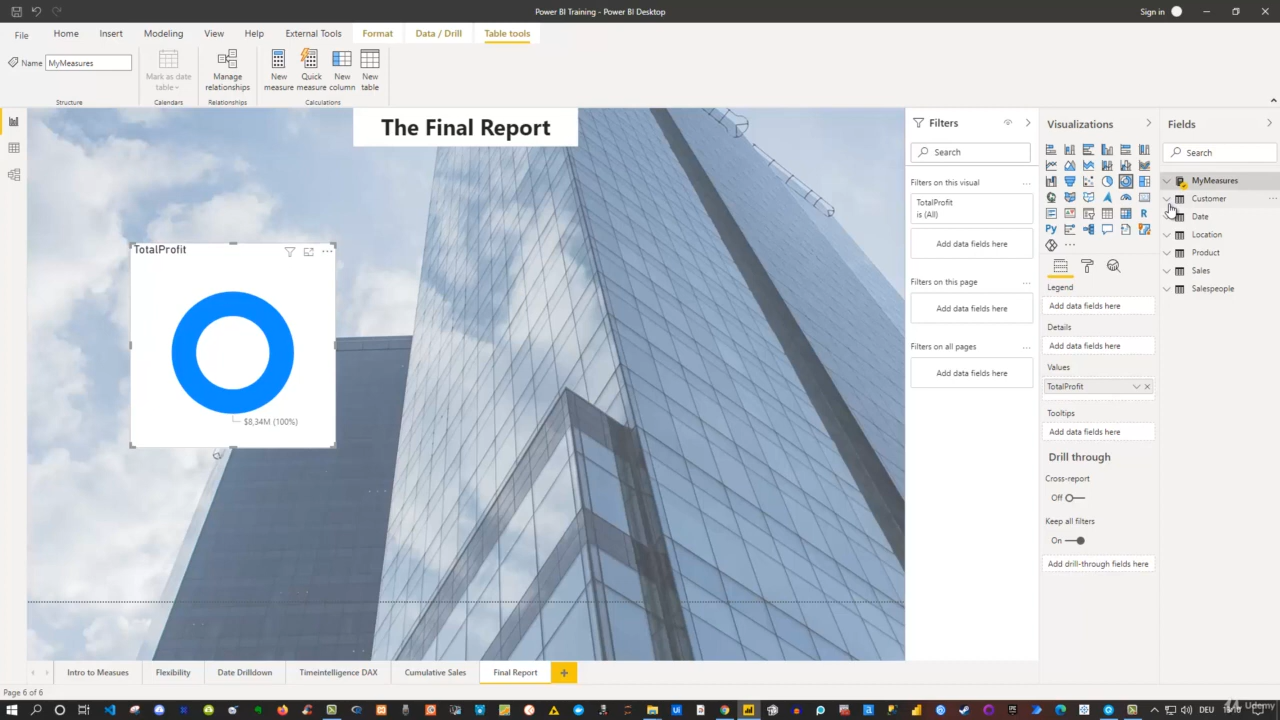 Power BI Training - Power BI Desktop
Sign in
File
Home
Insert
Modeling
View
Help
External Tools
Format
Data / Drill
Table tools
Name
MyMeasures
Mark as date
table
Manage
relationships
New
measure
Quick
measure
New
column
New
table
Structure
Calendars
Relationships
Calculations
The Final Report
TotalProfit
$8,34M (100%)
Filters
Search
Filters on this visual
...
TotalProfit
is (All)
Add data fields here
Filters on this page
...
Add data fields here
Filters on all pages
...
Add data fields here
Visualizations
R
Py
...
Legend
Add data fields here
Details
Add data fields here
Values
TotalProfit
Tooltips
Add data fields here
Drill through
Cross-report
Off
Keep all filters
On
Add drill-through fields here
Fields
Search
MyMeasures
Customer
...
Date
Location
Product
Sales
Salespeople
Intro to Measues
Flexibility
Date Drilldown
Timeintelligence DAX
Cumulative Sales
Final Report
Page 6 of 6
DEU
Udemy